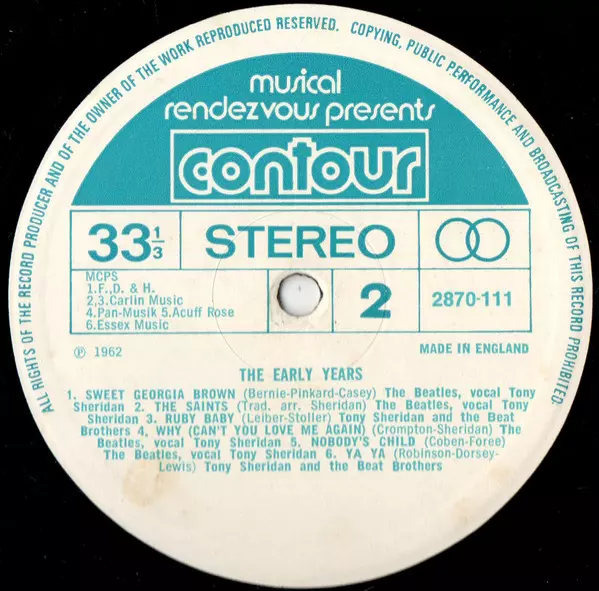 ALL RIGHTS OF THE RECORD PRODUCER AND OF THE OWNER OF THE WORK REPRODUCED RESERVED. COPYING, PUBLIC PERFORMANCE AND BROADCASTING OF THIS RECORD PROHIBITED.
musical
rendezvous presents
contour
33 1/3
STEREO
MCPS
1.F.,D. & H.
2,3.Carlin Music
4.Pan-Musik 5.Acuff Rose
6.Essex Music
2
2870-111
℗ 1962
MADE IN ENGLAND
THE EARLY YEARS
1. SWEET GEORGIA BROWN (Bernie-Pinkard-Casey) The Beatles, vocal Tony
Sheridan 2. THE SAINTS (Trad. arr. Sheridan) The Beatles, vocal Tony
Sheridan 3. RUBY BABY (Leiber-Stoller) Tony Sheridan and the Beat
Brothers 4. WHY (CAN'T YOU LOVE ME AGAIN) (Crompton-Sheridan) The
Beatles, vocal Tony Sheridan 5. NOBODY'S CHILD (Coben-Foree)
The Beatles, vocal Tony Sheridan 6. YA YA (Robinson-Dorsey-
Lewis) Tony Sheridan and the Beat Brothers